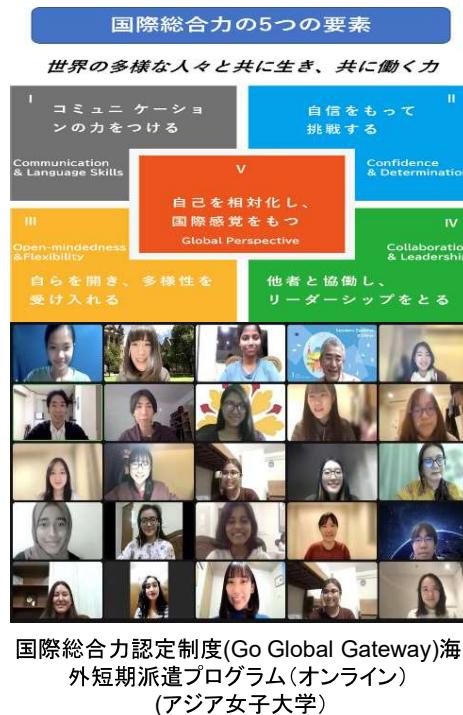 国際総合力の5つの要素
世界の多様な人々と共に生き、共に働く力
I
コミュニ ケーショ
ンの力をつける
Communication
& Language Skills
II
自信をもって
挑戦する
Confidence
& Determination
V
自己を相対化し、
国際感覚をもつ
Global Perspective
III
Open-mindedness
&Flexibility
自らを開き、多様性を
受け入れる
IV
Collaboration
& Leadership
他者と協働し、
リーダーシップをとる
国際総合力認定制度(Go Global Gateway)海
外短期派遣プログラム（オンライン）
(アジア女子大学）